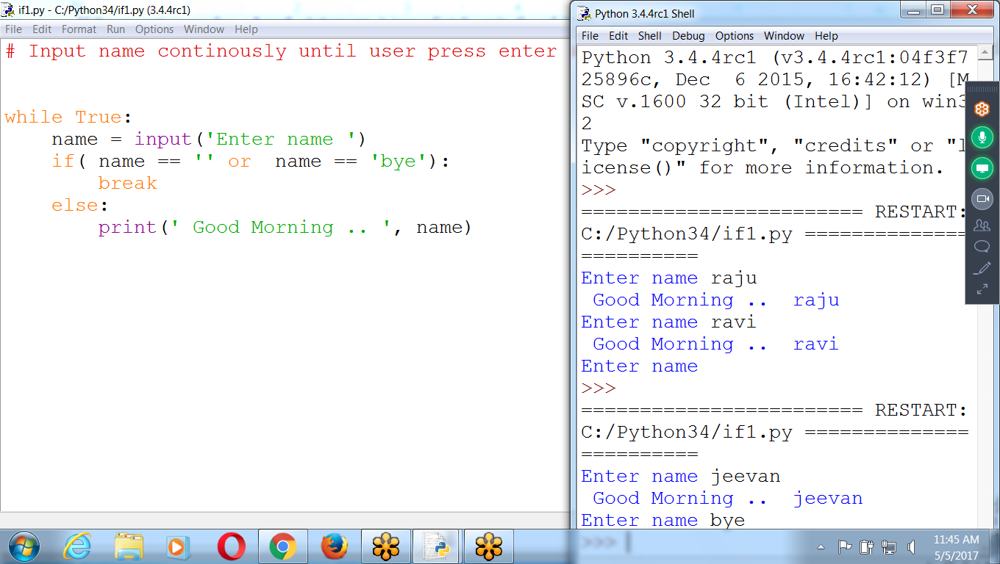 if1.py - C:/Python34/if1.py (3.4.4rc1)
File Edit Format Run Options Window Help
# Input name continously until user press enter
while True:
    name = input('Enter name ')
    if( name == '' or  name == 'bye'):
        break
    else:
        print(' Good Morning .. ', name)
Python 3.4.4rc1 Shell
File Edit Shell Debug Options Window Help
Python 3.4.4rc1 (v3.4.4rc1:04f3f7
25896c, Dec  6 2015, 16:42:12) [M
SC v.1600 32 bit (Intel)] on win3
2
Type "copyright", "credits" or "l
icense()" for more information.
>>>
======================== RESTART:
C:/Python34/if1.py ==============
==========
Enter name raju
 Good Morning ..  raju
Enter name ravi
 Good Morning ..  ravi
Enter name
>>>
======================== RESTART:
C:/Python34/if1.py ==============
==========
Enter name jeevan
 Good Morning ..  jeevan
Enter name bye
>>>
11:45 AM
5/5/2017